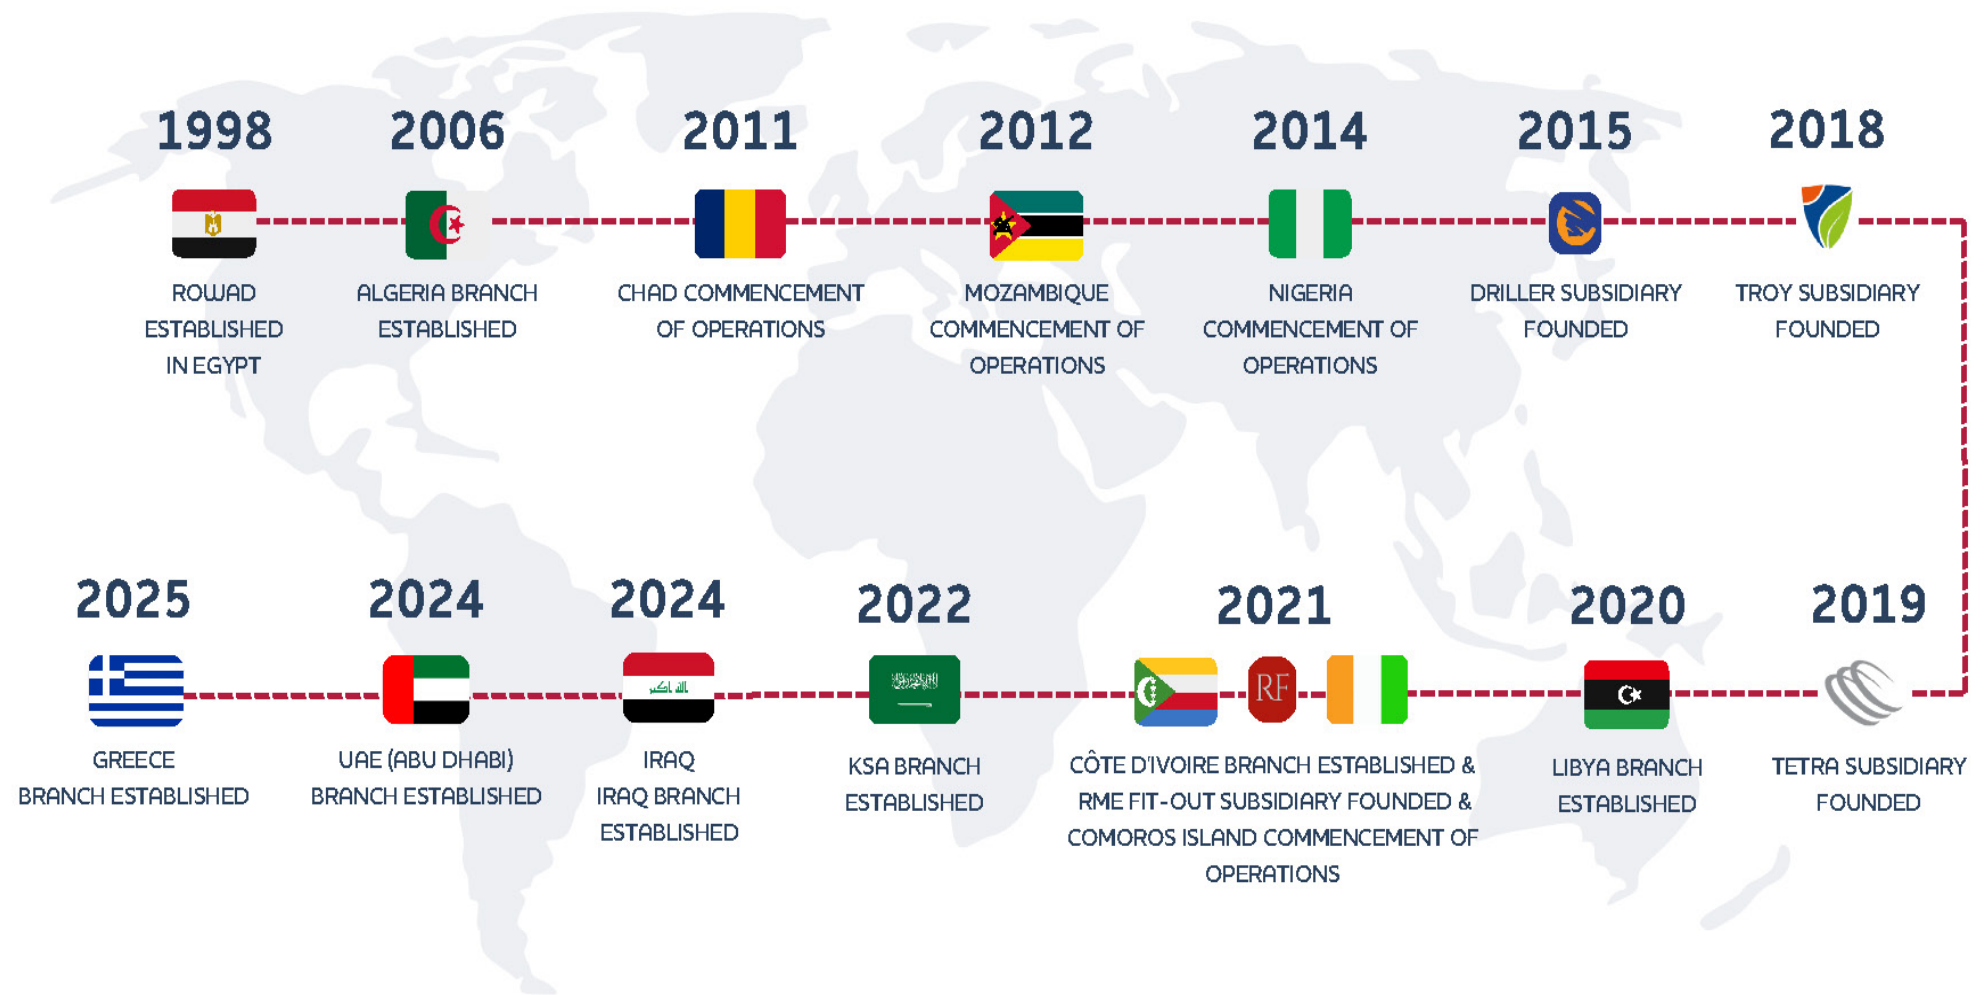 1998
ROWAD
ESTABLISHED
IN EGYPT
2006
ALGERIA BRANCH
ESTABLISHED
2011
CHAD COMMENCEMENT
OF OPERATIONS
2012
MOZAMBIQUE
COMMENCEMENT OF
OPERATIONS
2014
NIGERIA
COMMENCEMENT OF
OPERATIONS
2015
DRILLER SUBSIDIARY
FOUNDED
2018
TROY SUBSIDIARY
FOUNDED
2019
TETRA SUBSIDIARY
FOUNDED
2020
LIBYA BRANCH
ESTABLISHED
2021
RF
CÔTE D'IVOIRE BRANCH ESTABLISHED &
RME FIT-OUT SUBSIDIARY FOUNDED &
COMOROS ISLAND COMMENCEMENT OF
OPERATIONS
2022
KSA BRANCH
ESTABLISHED
2024
الله اكبر
IRAQ
IRAQ BRANCH
ESTABLISHED
2024
UAE (ABU DHABI)
BRANCH ESTABLISHED
2025
GREECE
BRANCH ESTABLISHED